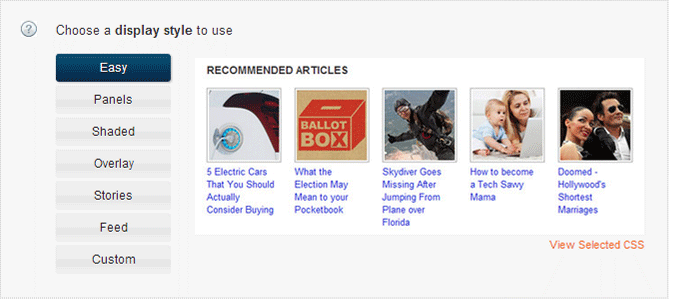 Choose a display style to use
Easy
Panels
Shaded
Overlay
Stories
Feed
Custom
RECOMMENDED ARTICLES
BALLOT
BOX
5 Electric Cars
That You Should
Actually
Consider Buying
What the
Election May
Mean to your
Pocketbook
Skydiver Goes
Missing After
Jumping From
Plane over
Florida
How to become
a Tech Savvy
Mama
Doomed -
Hollywood's
Shortest
Marriages
View Selected CSS